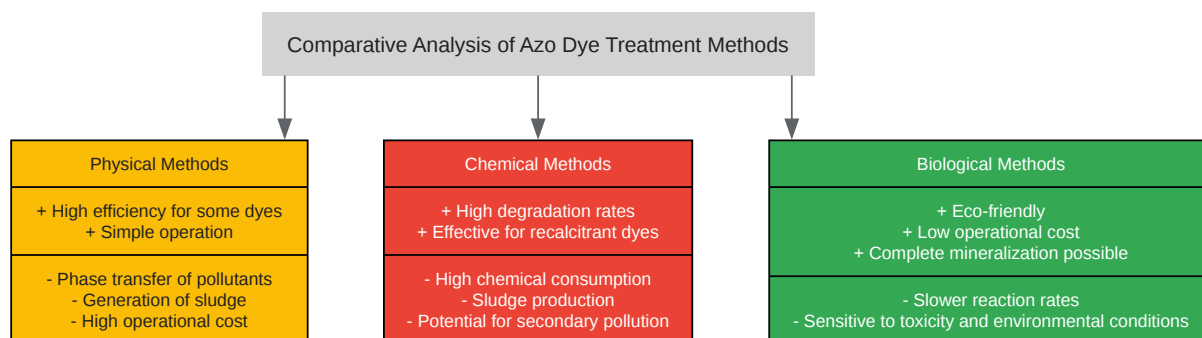 Comparative Analysis of Azo Dye Treatment Methods
Physical Methods
+ High efficiency for some dyes
+ Simple operation
- Phase transfer of pollutants
- Generation of sludge
- High operational cost
Chemical Methods
+ High degradation rates
+ Effective for recalcitrant dyes
- High chemical consumption
- Sludge production
- Potential for secondary pollution
Biological Methods
+ Eco-friendly
+ Low operational cost
+ Complete mineralization possible
- Slower reaction rates
- Sensitive to toxicity and environmental conditions